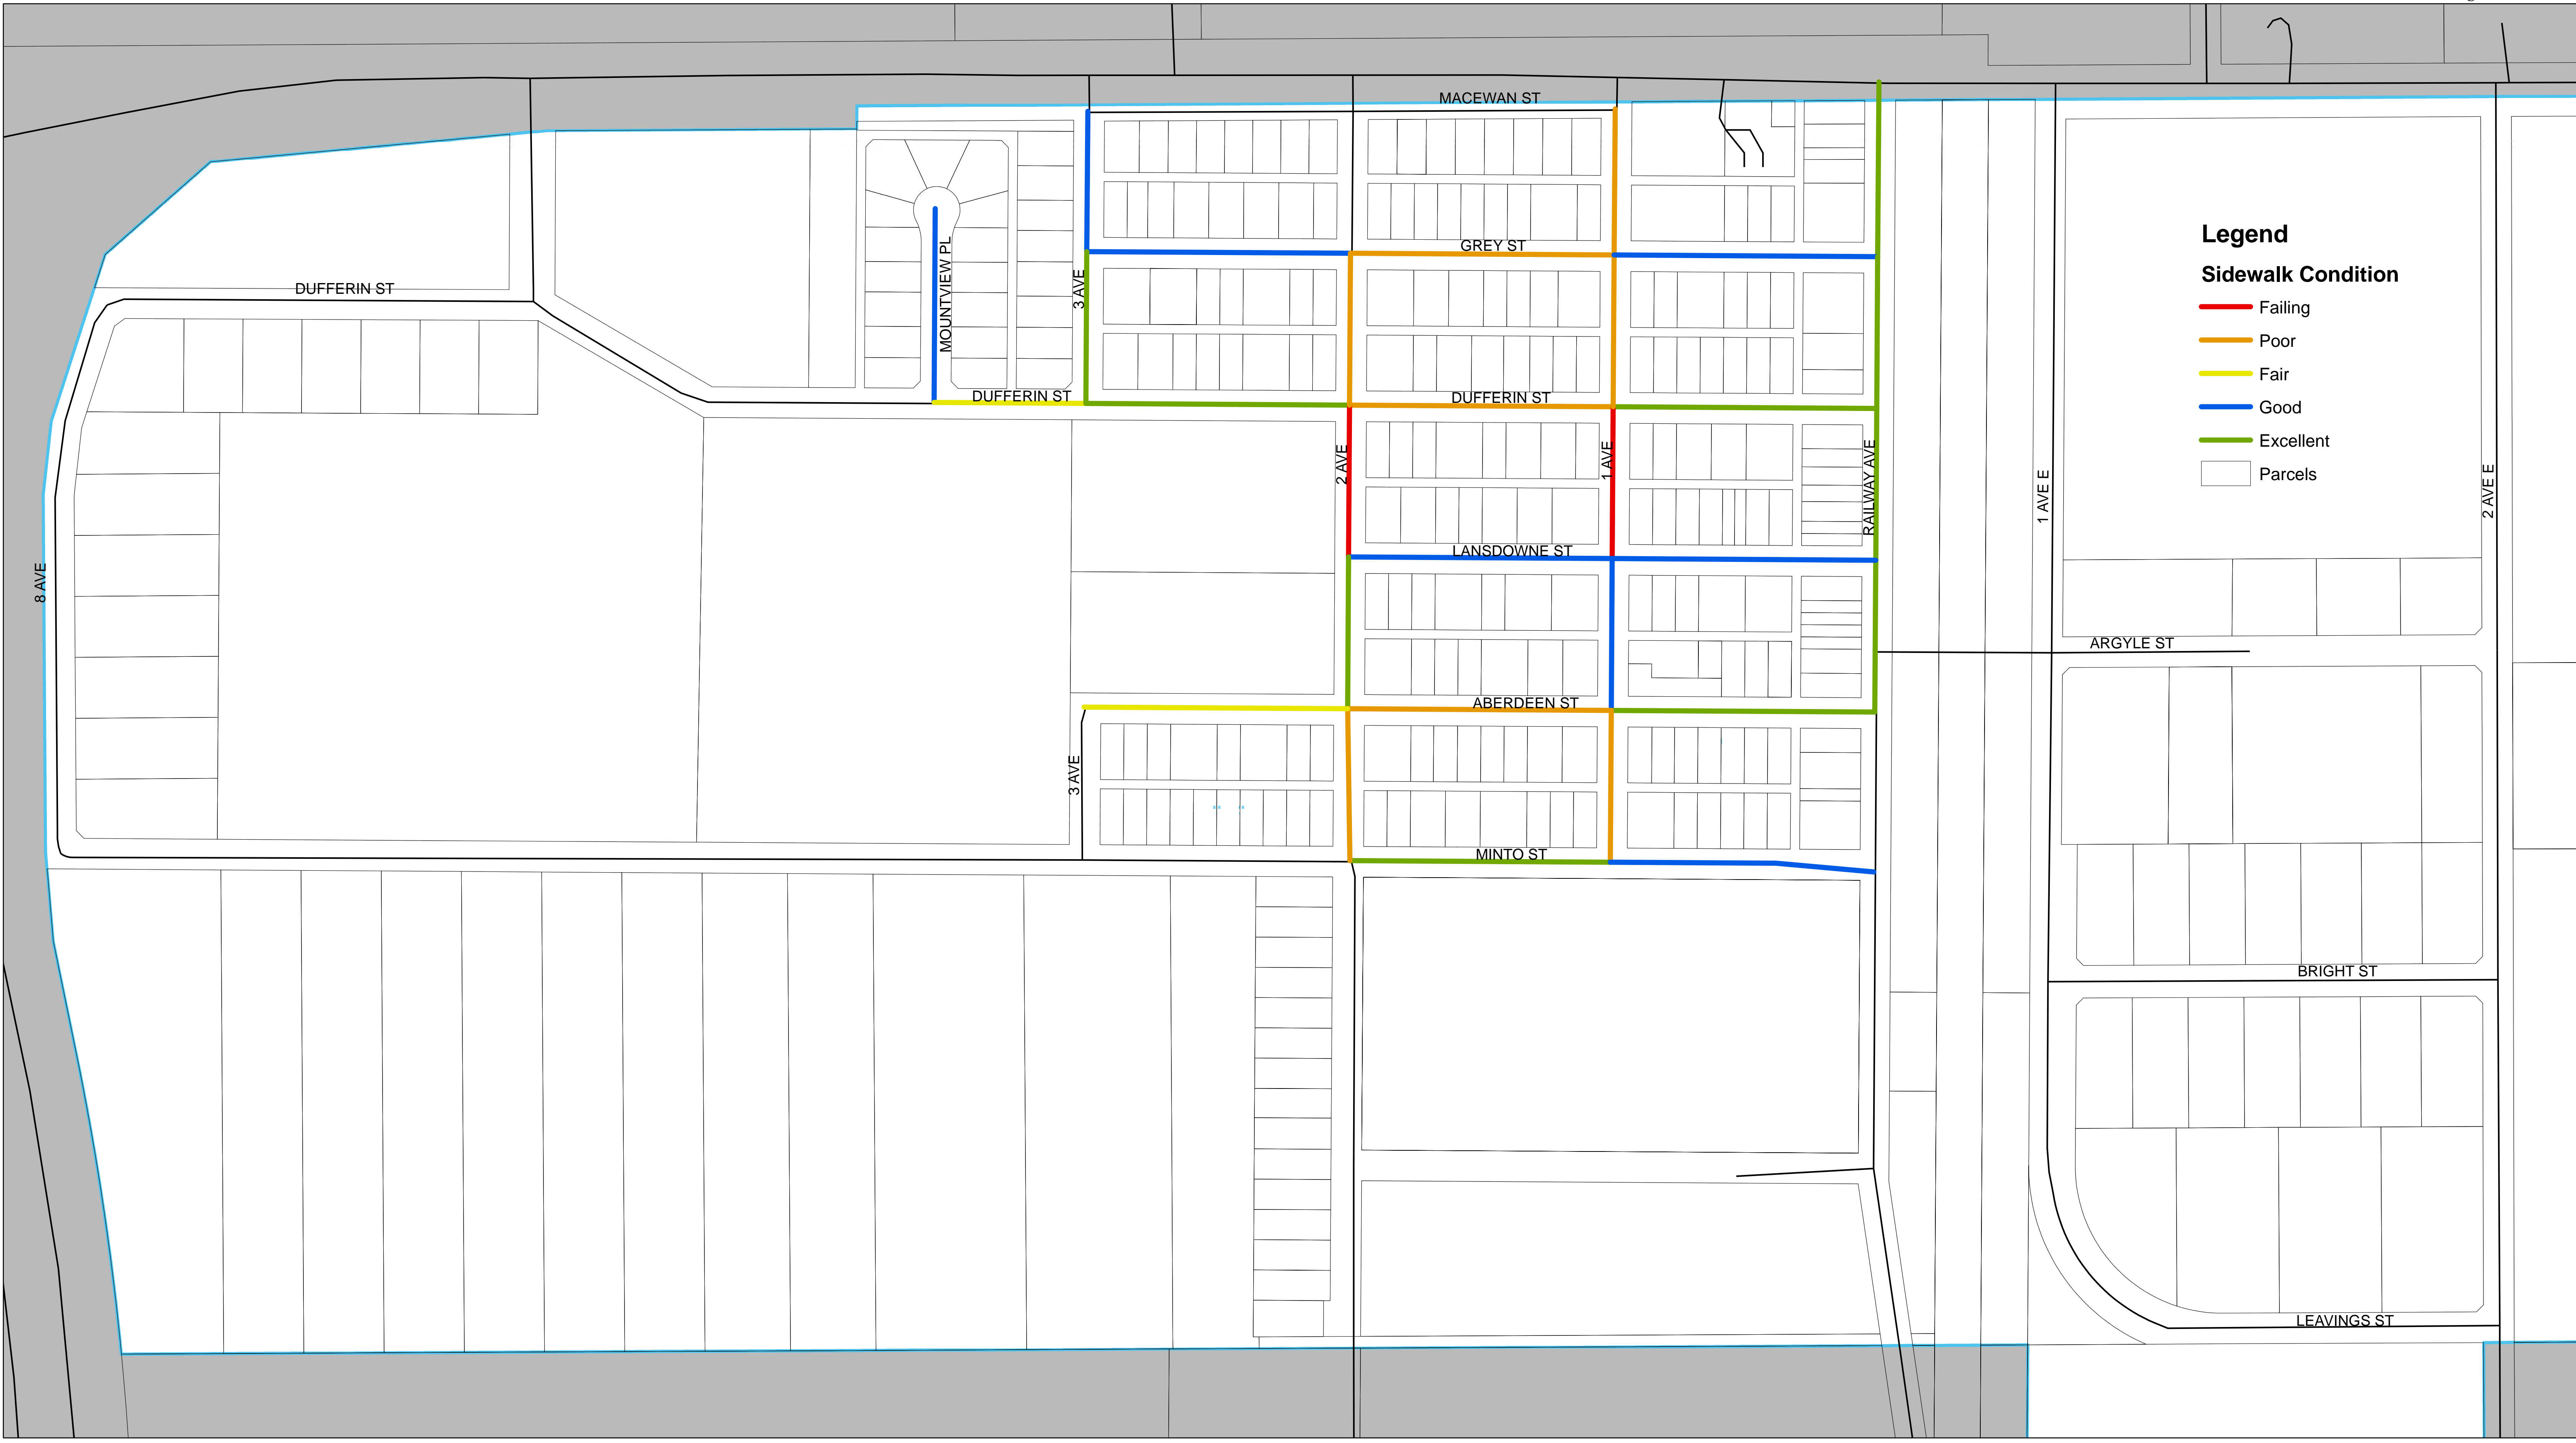 MACEWAN ST
GREY ST
DUFFERIN ST
MOUNTVIEW PL
3 AVE
DUFFERIN ST
DUFFERIN ST
2 AVE
1 AVE
RAILWAY AVE
1 AVE E
2 AVE E
8 AVE
LANSDOWNE ST
ARGYLE ST
ABERDEEN ST
3 AVE
MINTO ST
BRIGHT ST
LEAVINGS ST
Legend
Sidewalk Condition
Failing
Poor
Fair
Good
Excellent
Parcels